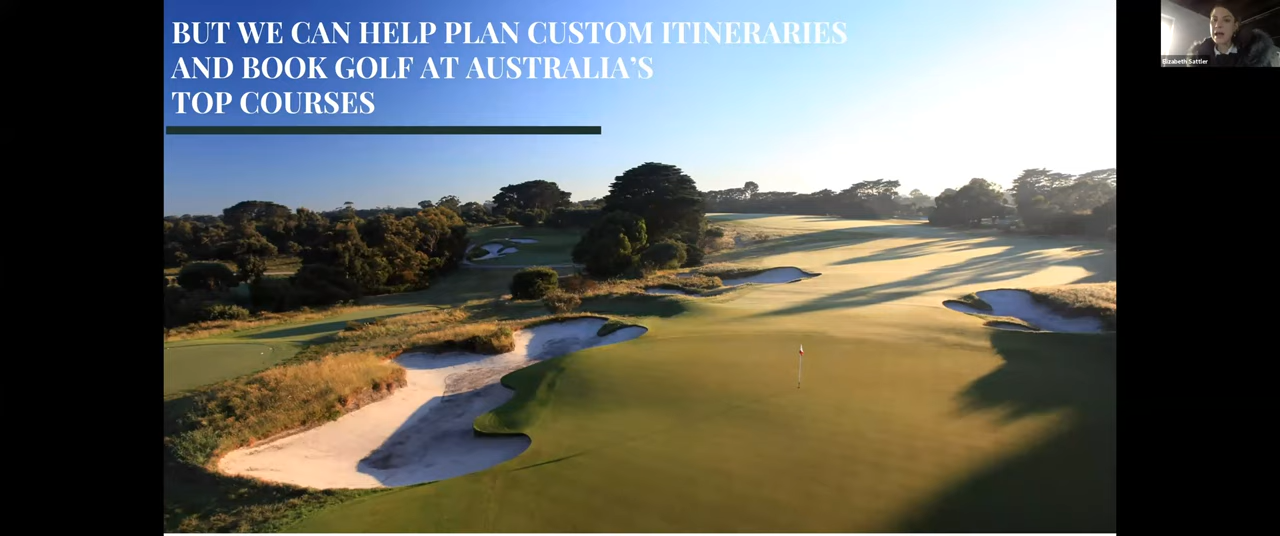 BUT WE CAN HELP PLAN CUSTOM ITINERARIES
AND BOOK GOLF AT AUSTRALIA'S
TOP COURSES
Elizabeth Sattler